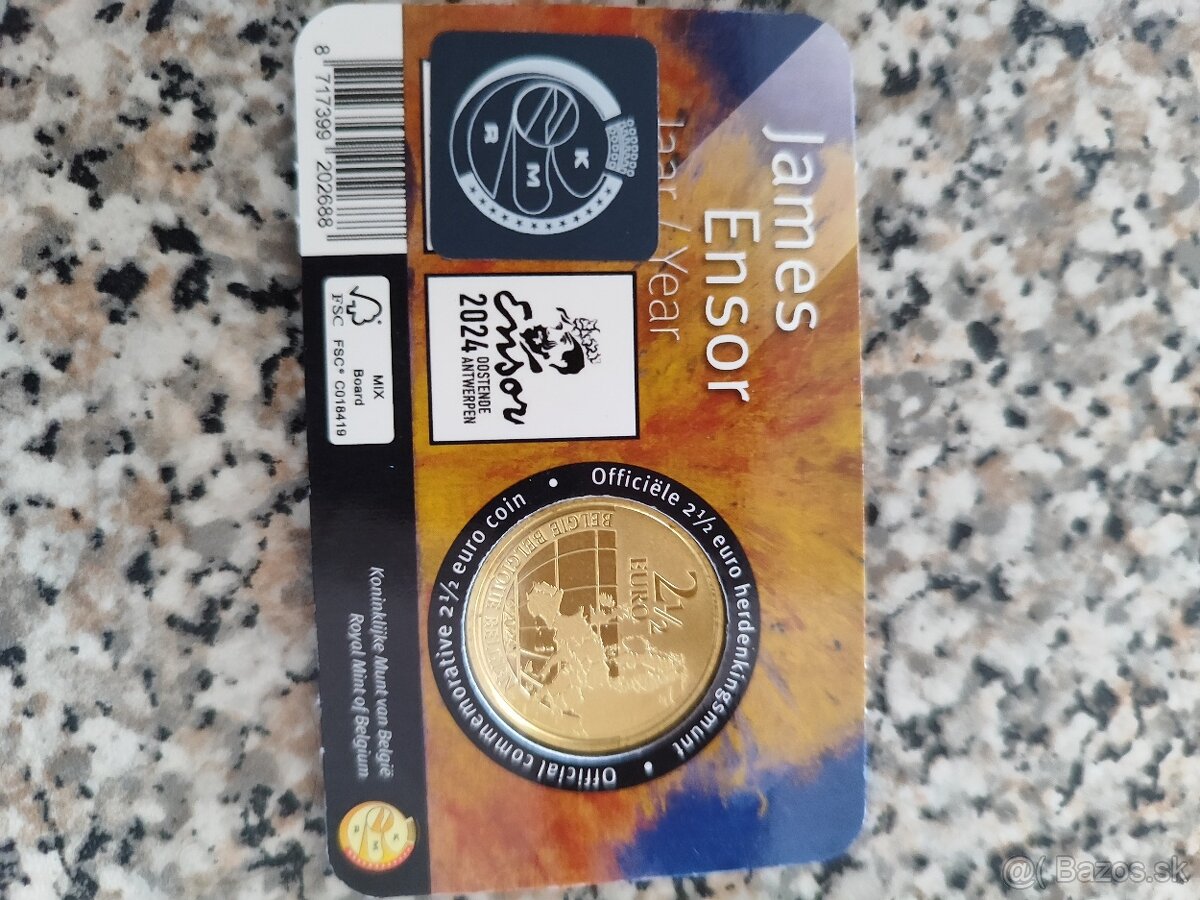 James
Ensor
Jaar / Year
K
M
R
8 717399 202688
Ensor
2024 OOSTENDE
ANTWERPEN
FSC
MIX
Board
FSC® C018419
Officiële 2½ euro herdenkingsmunt
Official commemorative 2½ euro coin
2½
EURO
BELGIE BELGIQUE
Koninklijke Munt van België
Royal Mint of Belgium
K
M
R
Bazos.sk